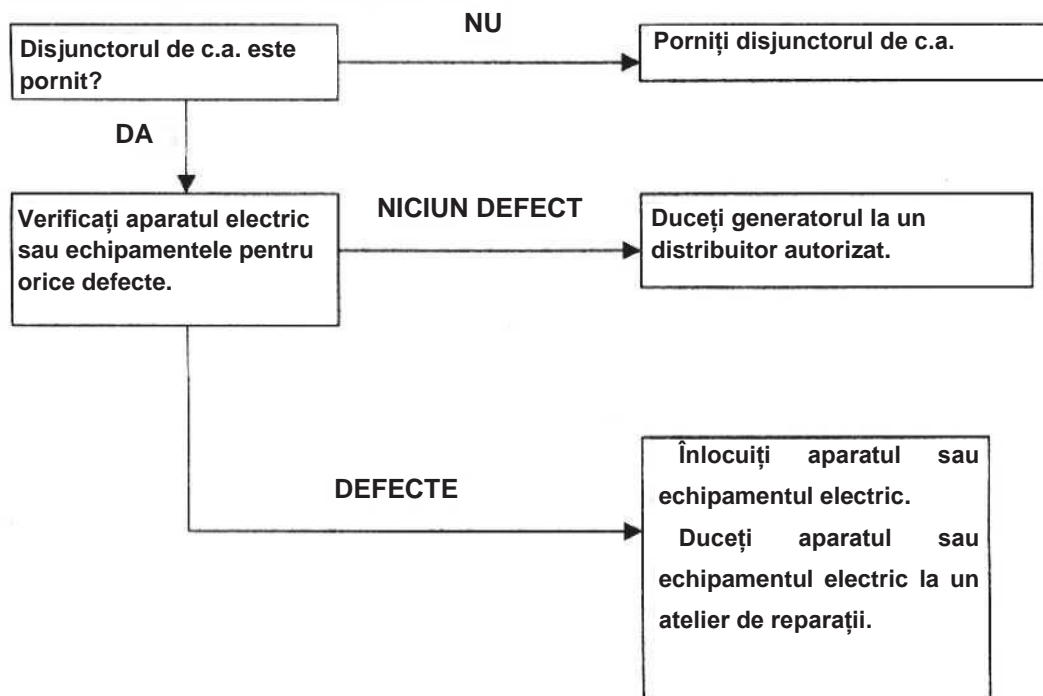 NU
Disjunctorul de c.a. este
pornit?
Porniți disjunctorul de c.a.
DA
Verificați aparatul electric
sau echipamentele pentru
orice defecte.
NICIUN DEFECT
Duceți generatorul la un
distribuitor autorizat.
DEFECTE
Înlocuiți aparatul sau
echipamentul electric.
Duceți aparatul sau
echipamentul electric la un
atelier de reparații.